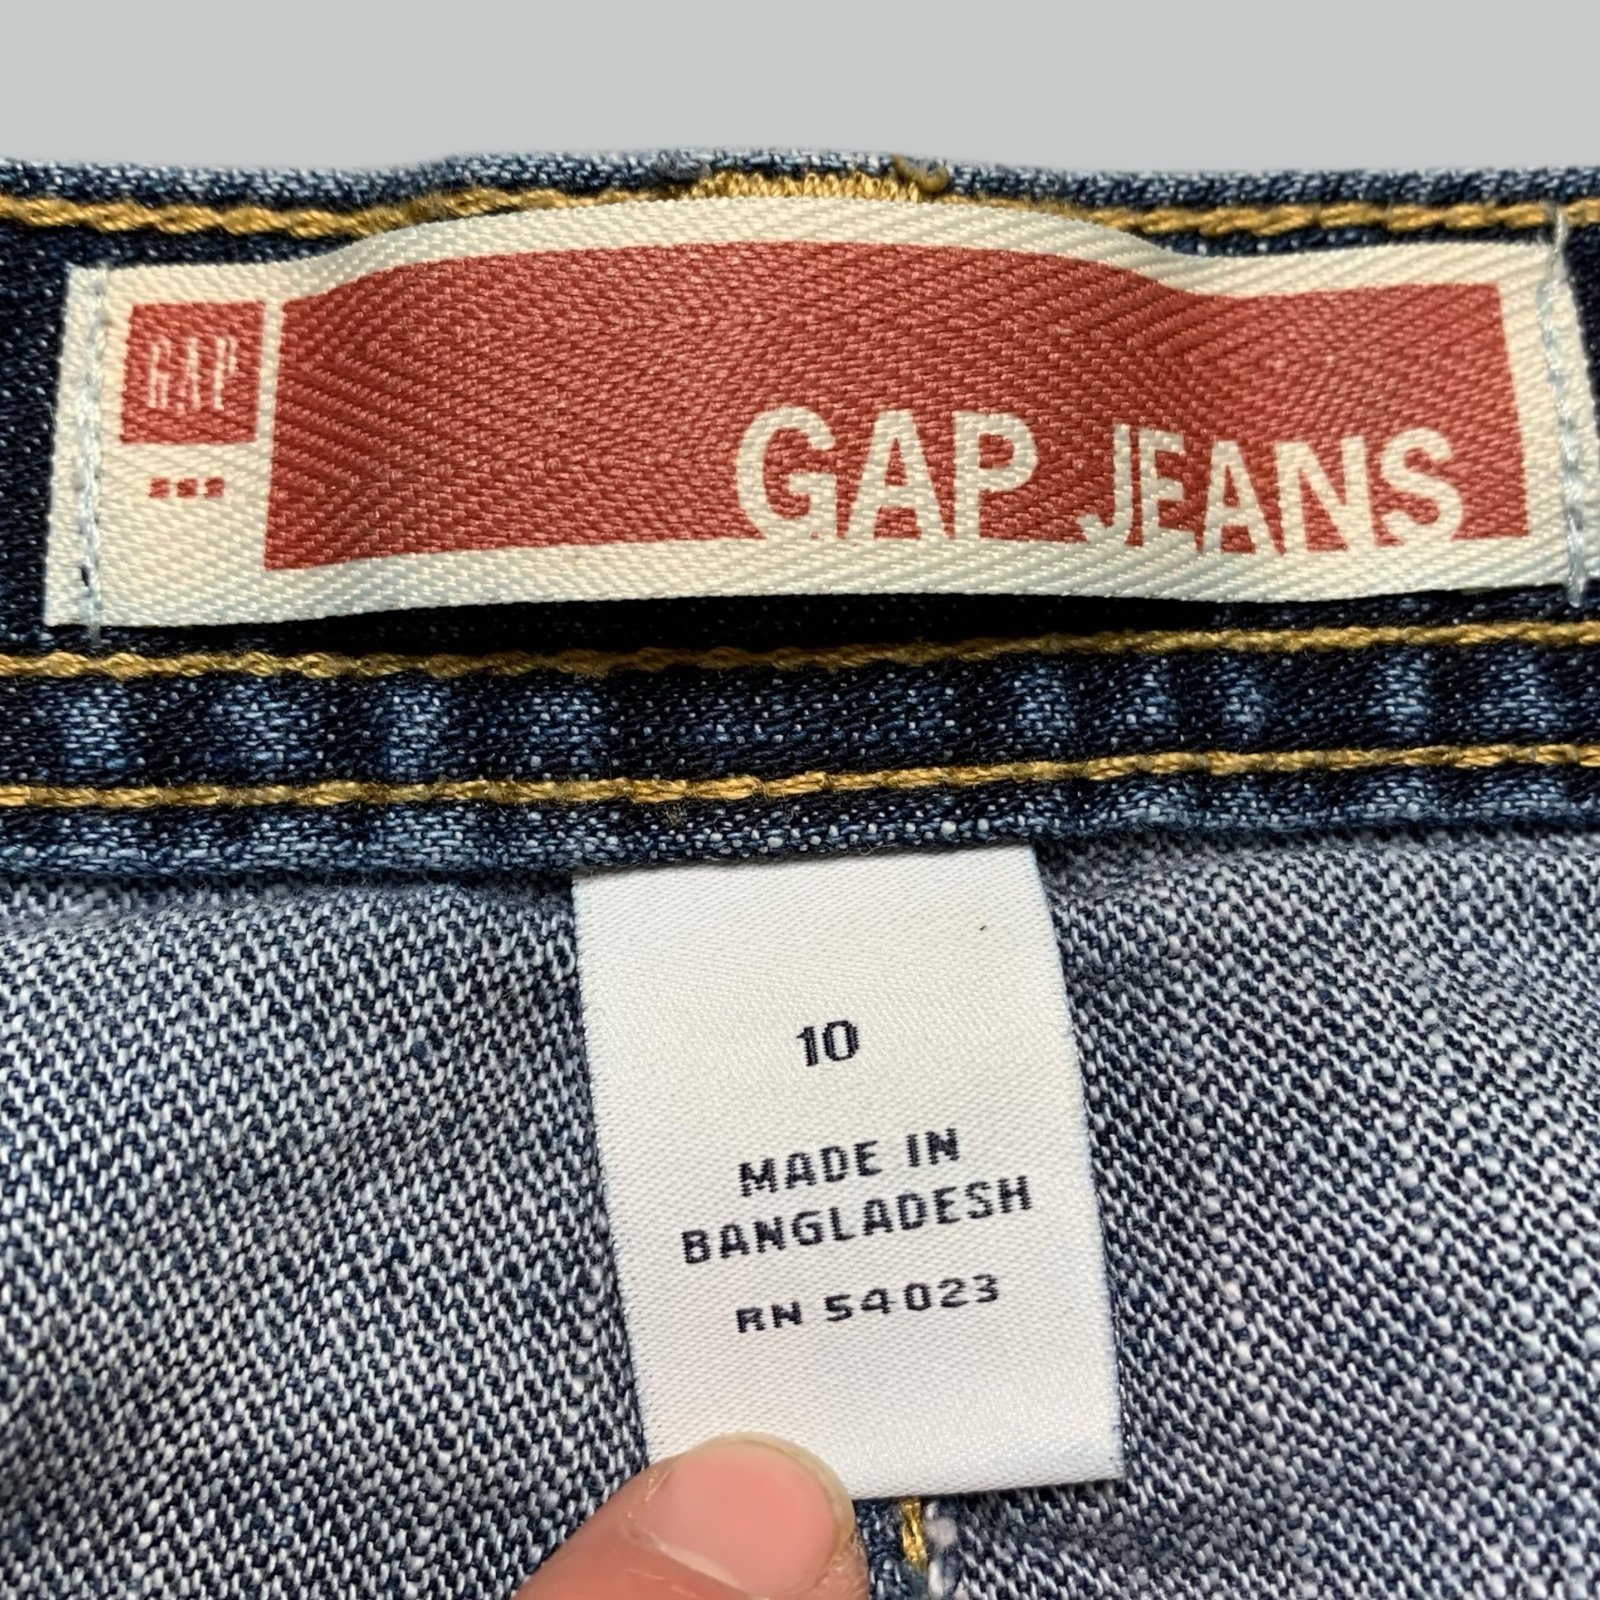 GAP
GAP JEANS
10
MADE IN
BANGLADESH
RN 54023